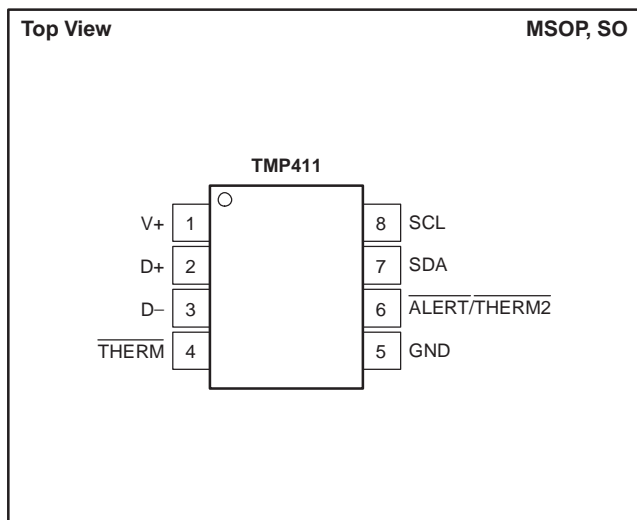 Top View MSOP, SO
TMP411
V+ 1 8 SCL
D+ 2 7 SDA
D− 3 6 ALERT/THERM2
THERM 4 5 GND